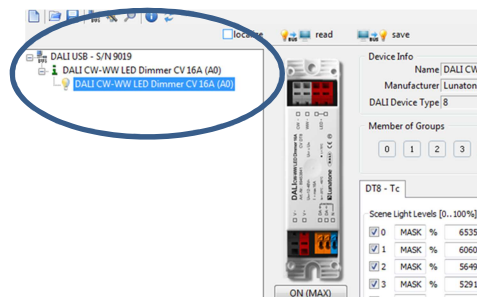 localize
read
save
DALI USB - S/N 9019
DALI CW-WW LED Dimmer CV 16A (A0)
DALI CW-WW LED Dimmer CV 16A (A0)
Device Info
Name DALI CW
Manufacturer Lunaton
DALI Device Type 8
Member of Groups
0 1 2 3
DT8 - Tc
Scene Light Levels [0..100%]
0 MASK % 6535
1 MASK % 6060
2 MASK % 5649
3 MASK % 5291
ON (MAX)